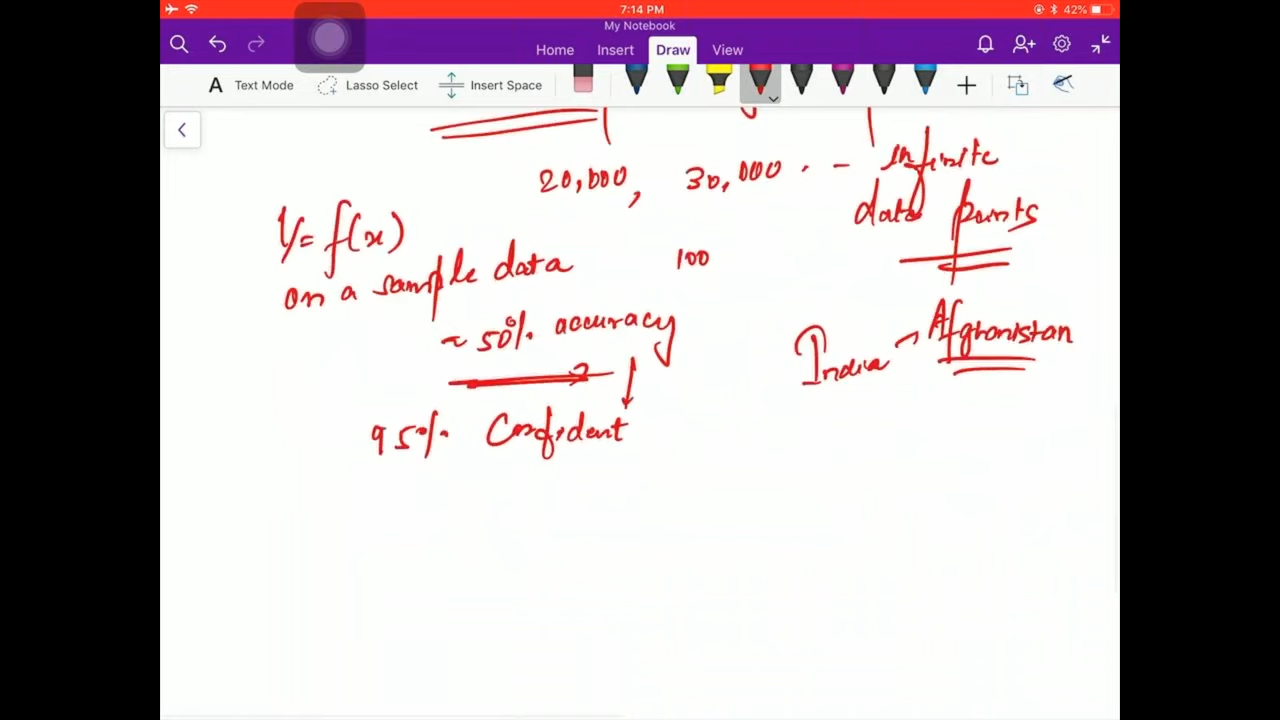 7:14 PM
42%
My Notebook
Home Insert Draw View
Text Mode Lasso Select Insert Space
20,000, 30,000 . - infinite
data points
y = f(x)
on a sample data 100
~ 50% accuracy
India - Afghanistan
95% Confident